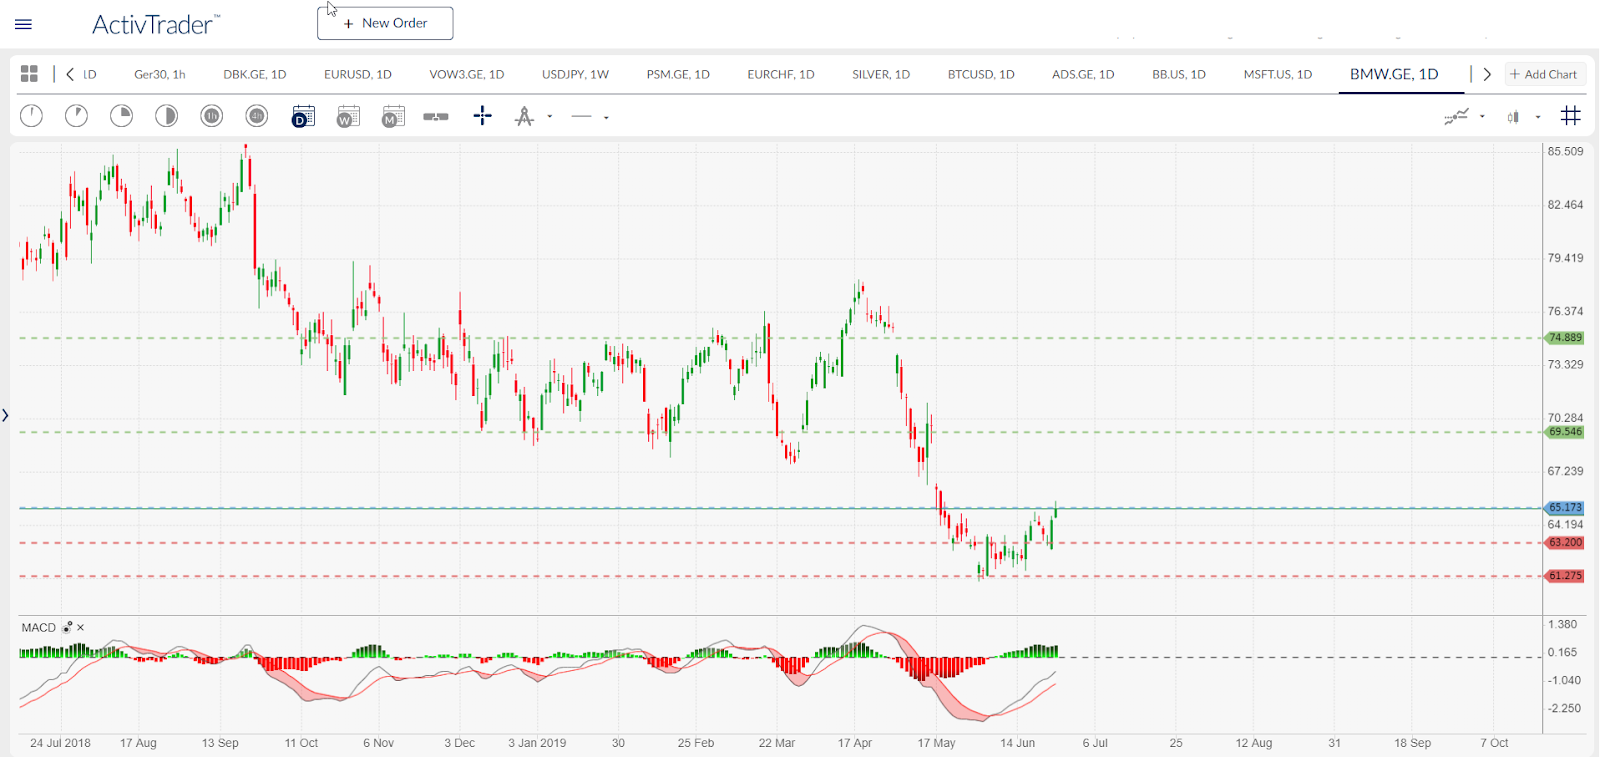 ActivTrader™
+ New Order
LD Ger30, 1h DBK.GE, 1D EURUSD, 1D VOW3.GE, 1D USDJPY, 1W PSM.GE, 1D EURCHF, 1D SILVER, 1D BTCUSD, 1D ADS.GE, 1D BB.US, 1D MSFT.US, 1D BMW.GE, 1D + Add Chart
1h 4h D W M
85.509
82.464
79.419
76.374
74.889
73.329
70.284
69.546
67.239
65.173
64.194
63.200
61.275
MACD
1.380
0.165
-1.040
-2.250
24 Jul 2018 17 Aug 13 Sep 11 Oct 6 Nov 3 Dec 3 Jan 2019 30 25 Feb 22 Mar 17 Apr 17 May 14 Jun 6 Jul 25 12 Aug 31 18 Sep 7 Oct